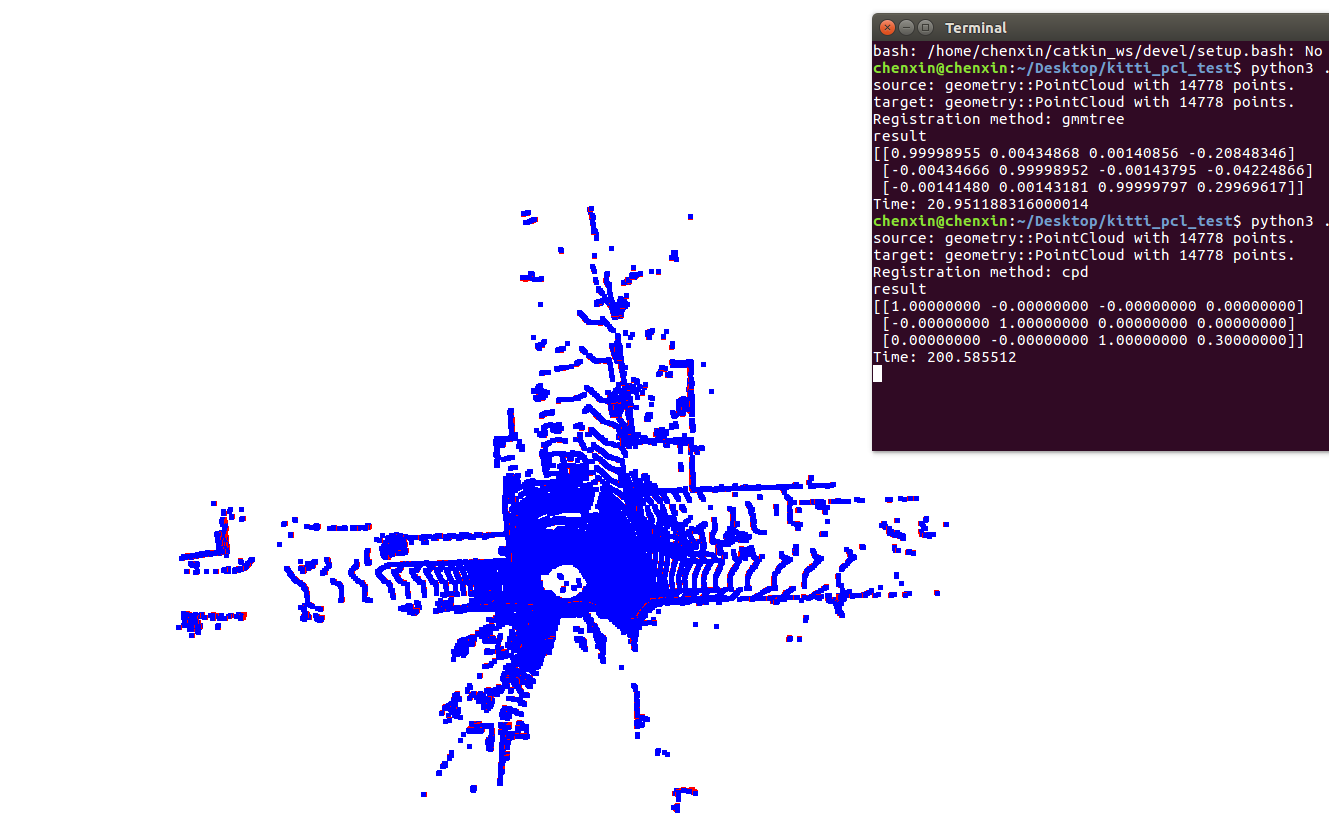 Terminal
bash: /home/chenxin/catkin_ws/devel/setup.bash: No
chenxin@chenxin:~/Desktop/kitti_pcl_test$ python3 .
source: geometry::PointCloud with 14778 points.
target: geometry::PointCloud with 14778 points.
Registration method: gmmtree
result
[[0.99998955 0.00434868 0.00140856 -0.20848346]
[-0.00434666 0.99998952 -0.00143795 -0.04224866]
[-0.00141480 0.00143181 0.99999797 0.29969617]]
Time: 20.951188316000014
chenxin@chenxin:~/Desktop/kitti_pcl_test$ python3 .
source: geometry::PointCloud with 14778 points.
target: geometry::PointCloud with 14778 points.
Registration method: cpd
result
[[1.00000000 -0.00000000 -0.00000000 0.00000000]
[-0.00000000 1.00000000 0.00000000 0.00000000]
[0.00000000 -0.00000000 1.00000000 0.30000000]]
Time: 200.585512